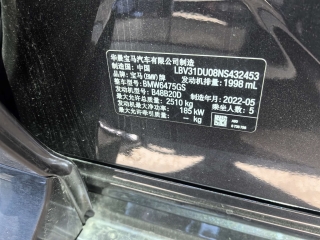 华晨宝马汽车有限公司制造
制造国: 中国 LBV31DU08NS432453
品牌: 宝马(BMW)牌 发动机排量: 1998 mL
整车型号: BMW6475GS
发动机型号: B48B20D 制造年月: 2022-05
最大允许总质量: 2510 kg 乘坐人数: 5
发动机最大净功率: 185 kW
-- kg